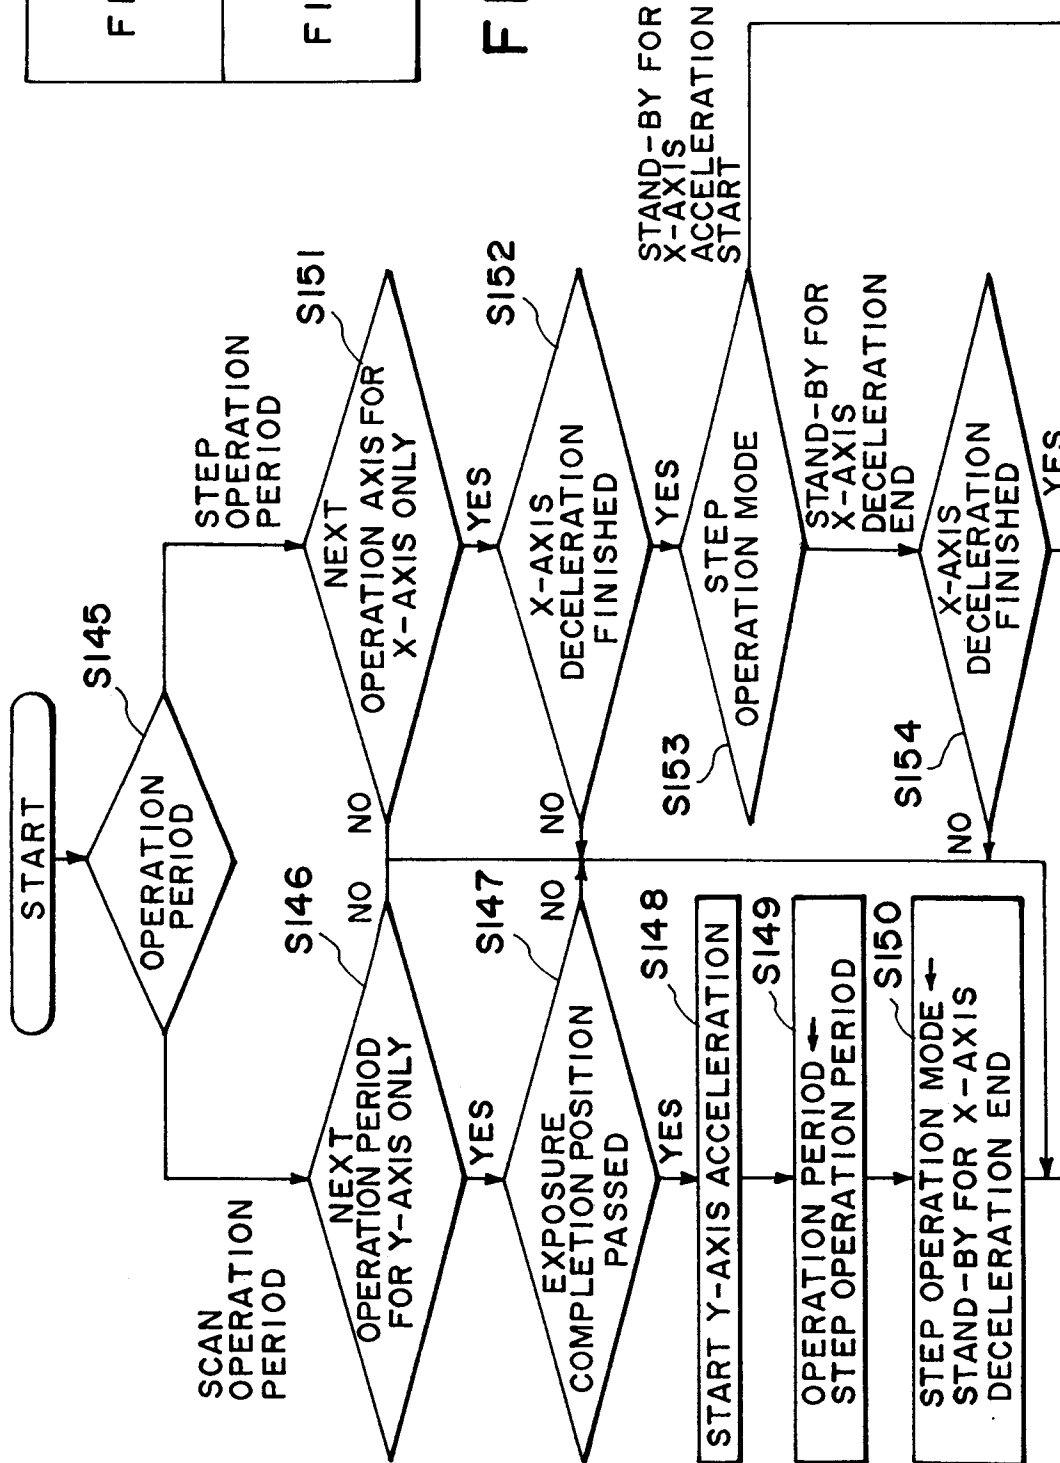 FI
FI
FI
START
OPERATION
PERIOD
S145
SCAN
OPERATION
PERIOD
STEP
OPERATION
PERIOD
NEXT
OPERATION PERIOD
FOR Y-AXIS ONLY
S146
NO
YES
EXPOSURE
COMPLETION POSITION
PASSED
S147
NO
YES
START Y-AXIS ACCELERATION
S148
OPERATION PERIOD ←
STEP OPERATION PERIOD
S149
STEP OPERATION MODE ←
STAND-BY FOR X-AXIS
DECELERATION END
S150
NEXT
OPERATION AXIS FOR
X-AXIS ONLY
S151
NO
YES
X-AXIS
DECELERATION
FINISHED
S152
NO
YES
STEP
OPERATION MODE
S153
STAND-BY FOR
X-AXIS
ACCELERATION
START
STAND-BY FOR
X-AXIS
DECELERATION
END
X-AXIS
DECELERATION
FINISHED
S154
NO
YES